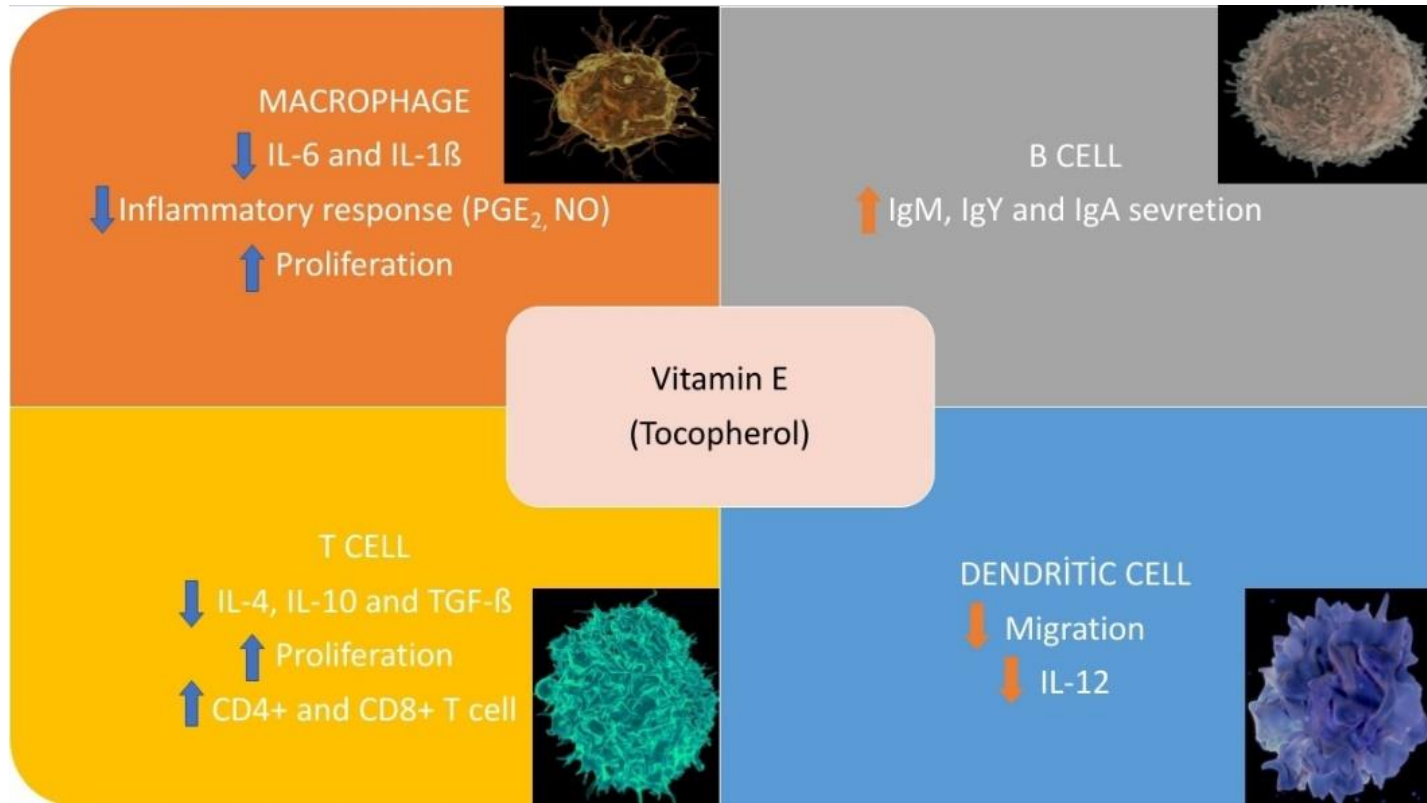 MACROPHAGE
IL-6 and IL-1ß
Inflammatory response (PGE₂, NO)
Proliferation
B CELL
IgM, IgY and IgA sevretion
Vitamin E
(Tocopherol)
T CELL
IL-4, IL-10 and TGF-ß
Proliferation
CD4+ and CD8+ T cell
DENDRİTİC CELL
Migration
IL-12